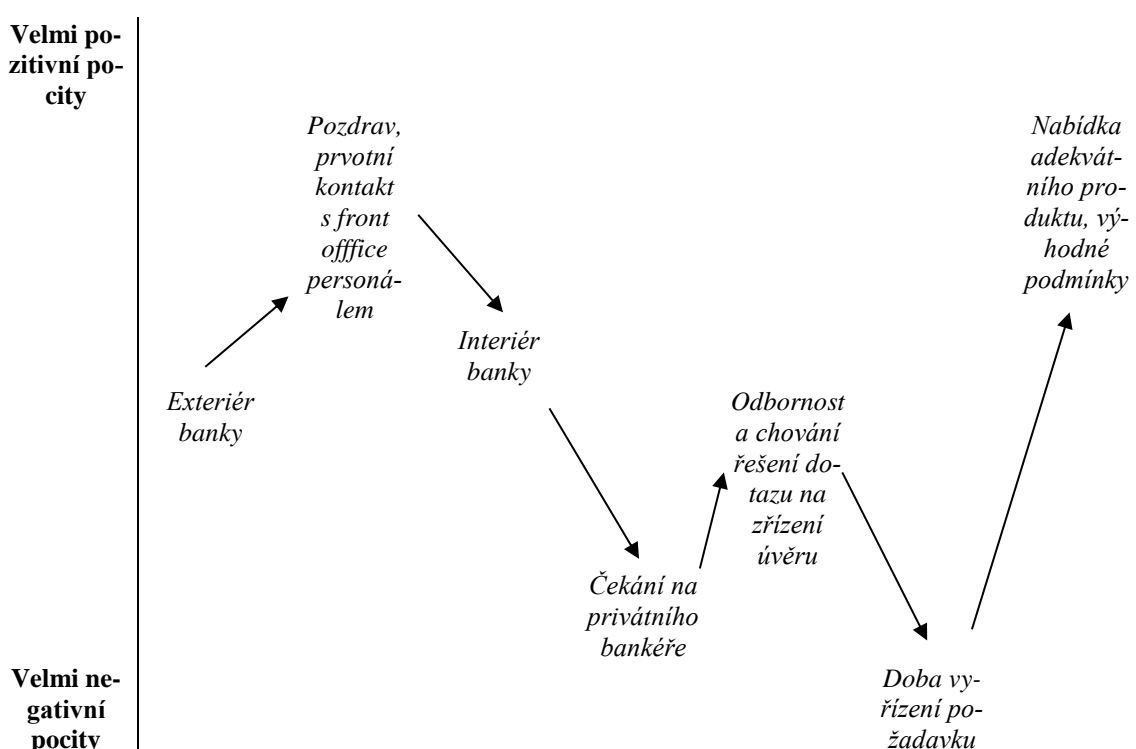 Velmi po-
zitivní po-
city
Pozdrav,
prvotní
kontakt
s front
offfice
personá-
lem
Nabídka
adekvát-
ního pro-
duktu, vý-
hodné
podmínky
Interiér
banky
Exteriér
banky
Odbornost
a chování
řešení do-
tazu na
zřízení
úvěru
Čekání na
privátního
bankéře
Velmi ne-
gativní
pocity
Doba vy-
řízení po-
žadavku